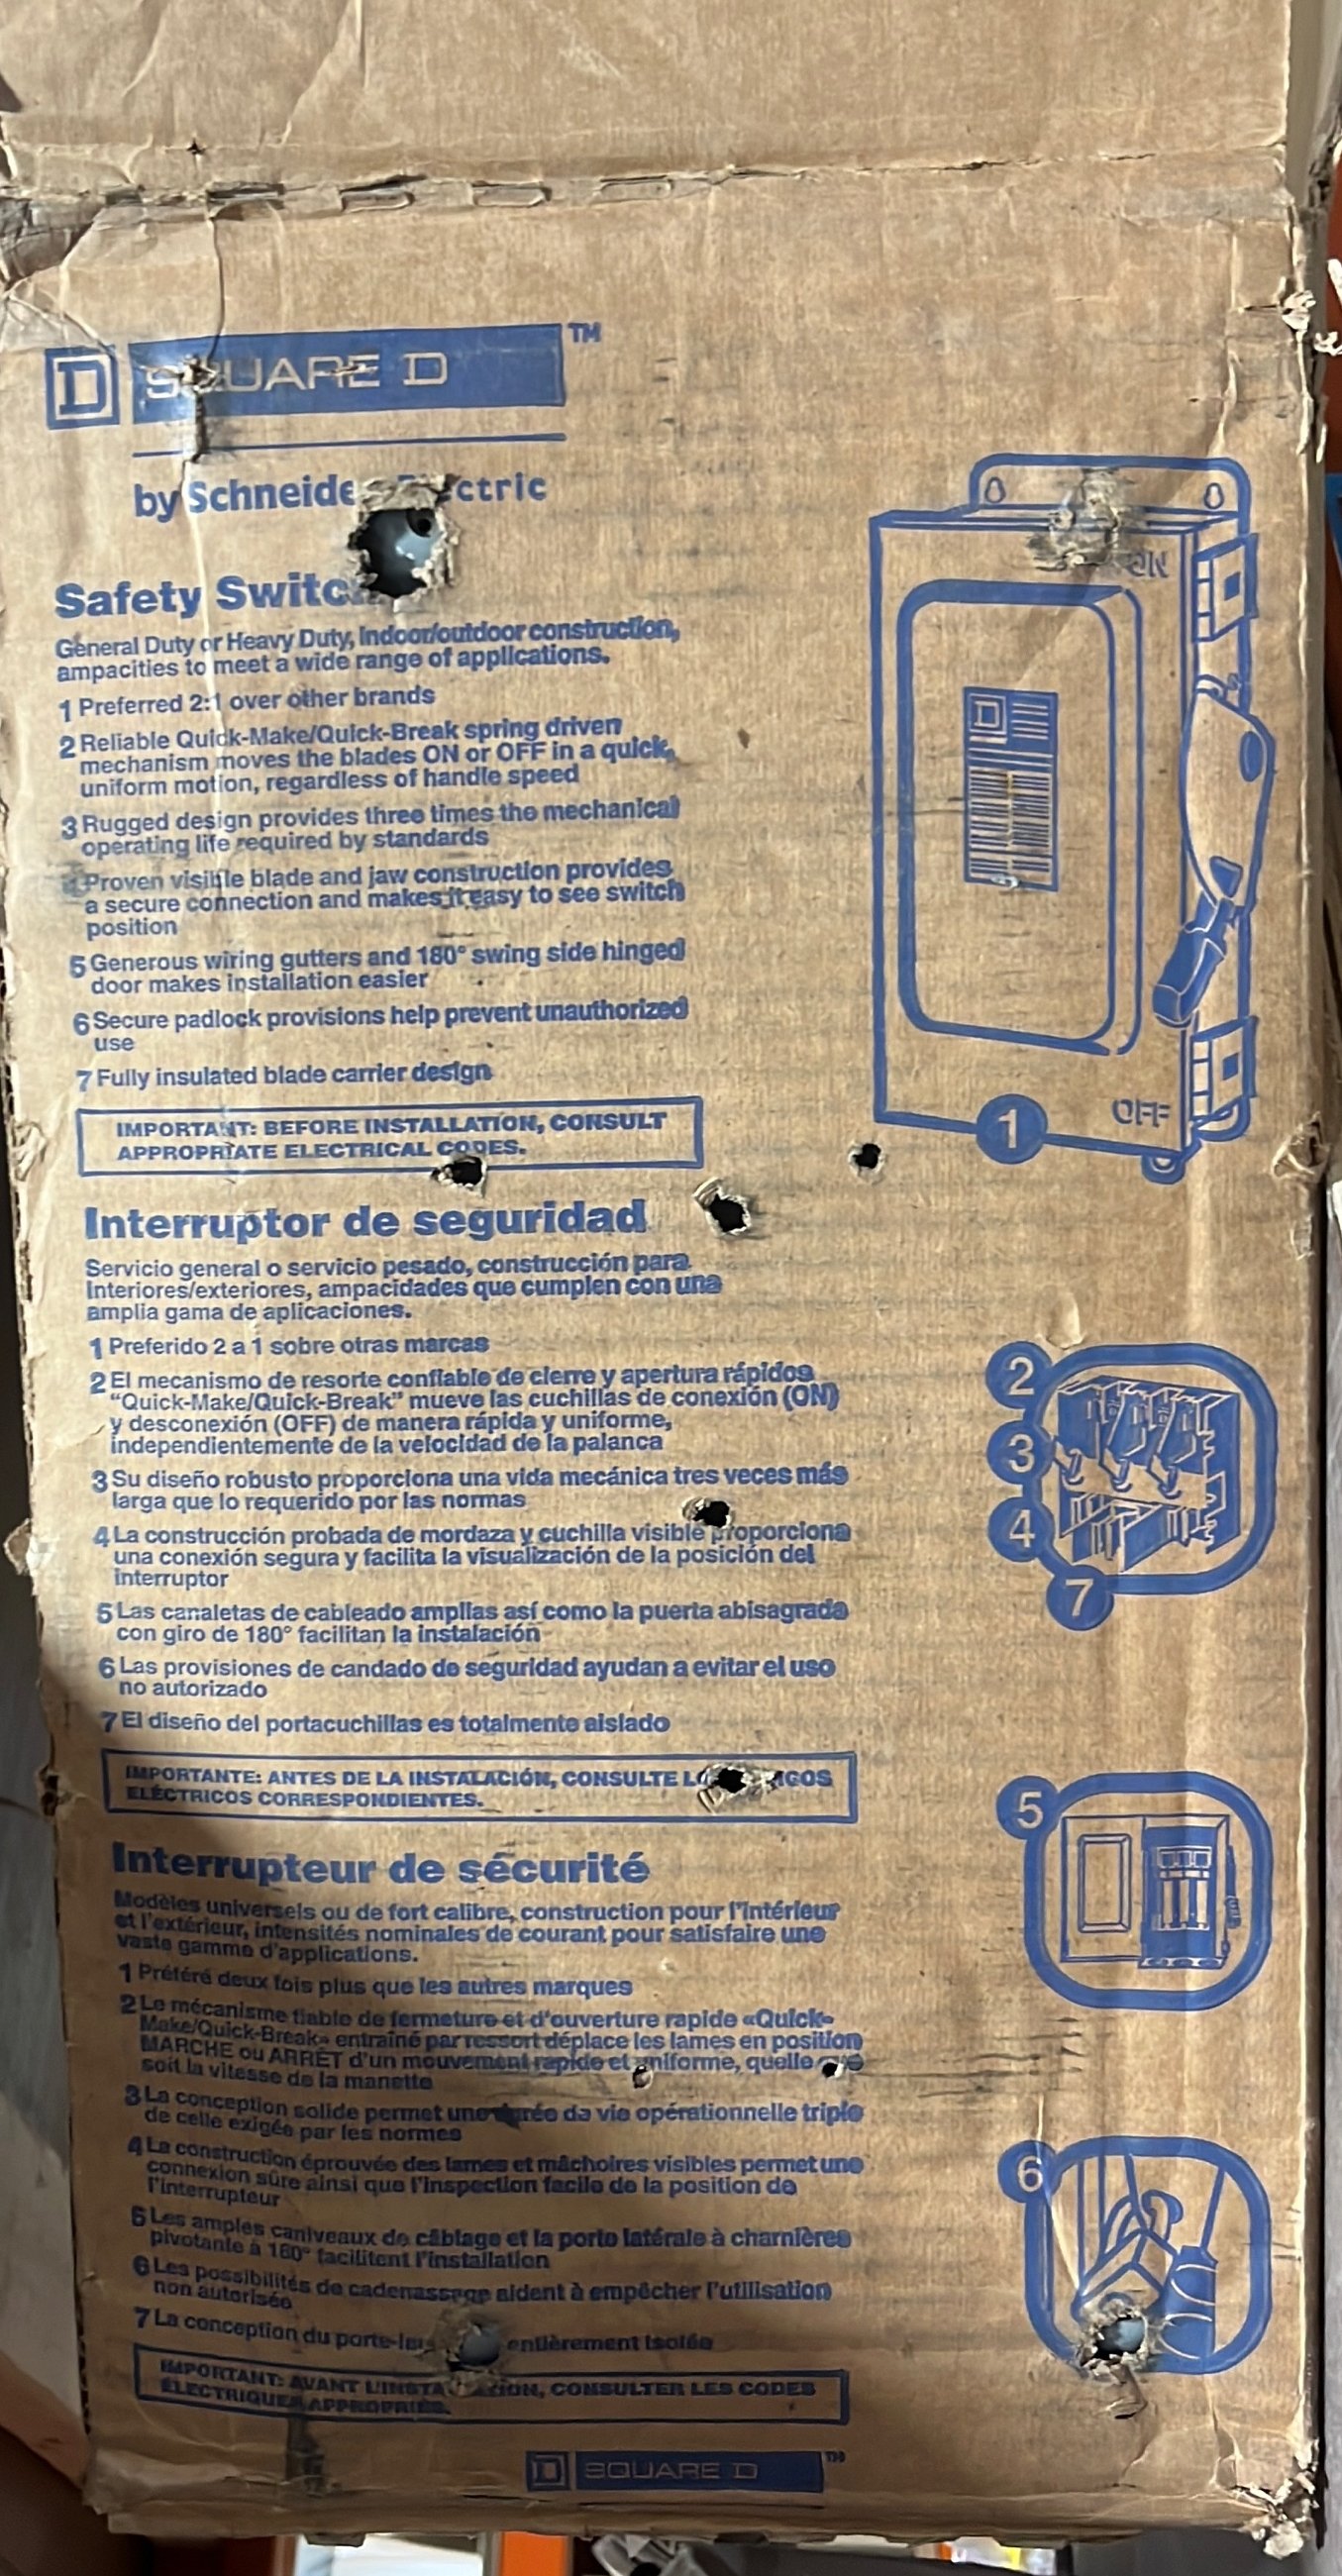 D SQUARE D ™
by Schneider Electric
Safety Switch
General Duty or Heavy Duty, Indoor/outdoor construction,
ampacities to meet a wide range of applications.
1 Preferred 2:1 over other brands
2 Reliable Quick-Make/Quick-Break spring driven
mechanism moves the blades ON or OFF in a quick,
uniform motion, regardless of handle speed
3 Rugged design provides three times the mechanical
operating life required by standards
Proven visible blade and jaw construction provides
a secure connection and makes it easy to see switch
position
5 Generous wiring gutters and 180° swing side hinged
door makes installation easier
6 Secure padlock provisions help prevent unauthorized
use
7 Fully insulated blade carrier design
IMPORTANT: BEFORE INSTALLATION, CONSULT
APPROPRIATE ELECTRICAL CODES.
ON
D
OFF
1
Interruptor de seguridad
Servicio general o servicio pesado, construcción para
interiores/exteriores, ampacidades que cumplen con una
amplia gama de aplicaciones.
1 Preferido 2 a 1 sobre otras marcas
2 El mecanismo de resorte confiable de cierre y apertura rápidos
“Quick-Make/Quick-Break” mueve las cuchillas de conexión (ON)
y desconexión (OFF) de manera rápida y uniforme,
independientemente de la velocidad de la palanca
3 Su diseño robusto proporciona una vida mecánica tres veces más
larga que lo requerido por las normas
4 La construcción probada de mordaza y cuchilla visible proporciona
una conexión segura y facilita la visualización de la posición del
interruptor
5 Las canaletas de cableado amplias así como la puerta abisagrada
con giro de 180° facilitan la instalación
6 Las provisiones de candado de seguridad ayudan a evitar el uso
no autorizado
7 El diseño del portacuchillas es totalmente aislado
IMPORTANTE: ANTES DE LA INSTALACIÓN, CONSULTE
ELÉCTRICOS CORRESPONDIENTES.
2
3
4
7
5
Interrupteur de sécurité
Modèles universels ou de fort calibre, construction pour l'intérieur
et l'extérieur, intensités nominales de courant pour satisfaire une
vaste gamme d'applications.
1 Préféré deux fois plus que les autres marques
2 Le mécanisme fiable de fermeture et d'ouverture rapide «Quick-
Make/Quick-Break» entraîné par ressort déplace les lames en position
MARCHE ou ARRÊT d'un mouvement rapide et uniforme, quelle
soit la vitesse de la manette
3 La conception solide permet une durée de vie opérationnelle triple
de celle exigée par les normes
4 La construction éprouvée des lames et mâchoires visibles permet une
connexion sûre ainsi que l'inspection facile de la position de
l'interrupteur
5 Les amples caniveaux de câblage et la porte latérale à charnières
pivotante à 180° facilitent l'installation
6 Les possibilités de cadenassage aident à empêcher l'utilisation
non autorisée
7 La conception du entièrement isolée
IMPORTANT: AVANT L'INSTALLATION, CONSULTER LES CODES
ÉLECTRIQUES APPROPRIÉS.
6
D SQUARE D ™